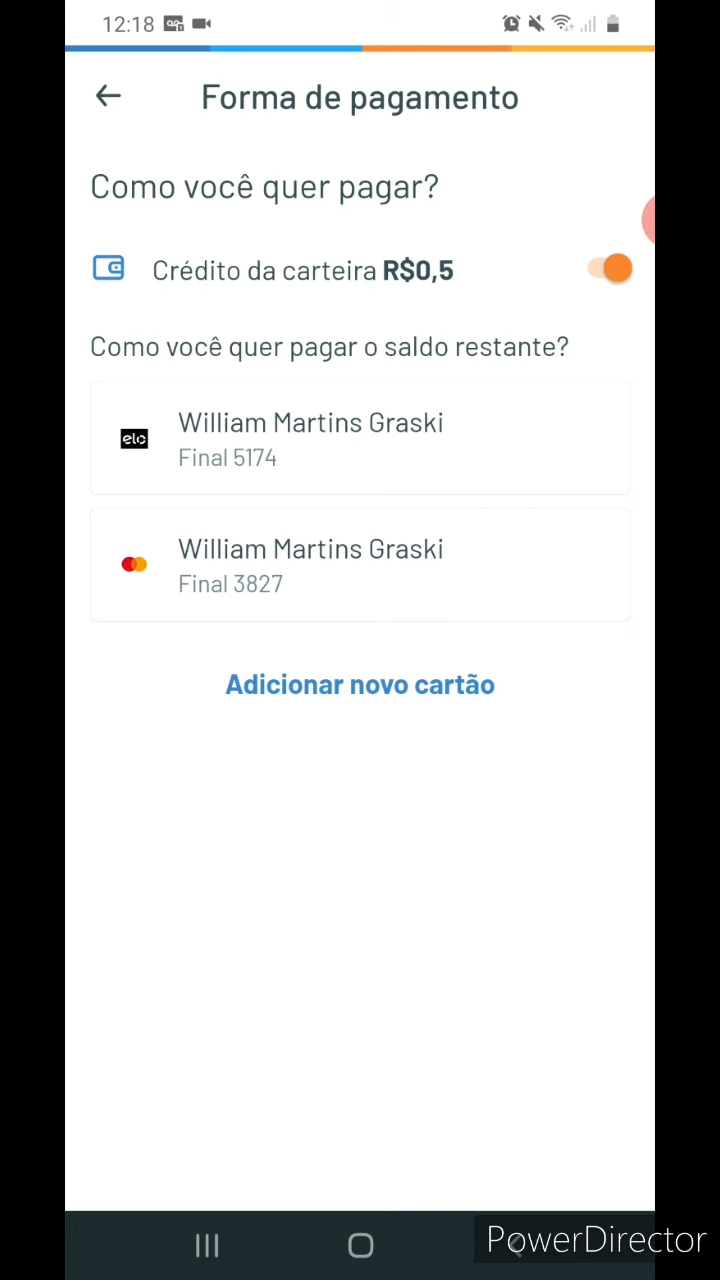 12:18
Forma de pagamento
Como você quer pagar?
Crédito da carteira R$0,5
Como você quer pagar o saldo restante?
elo
William Martins Graski
Final 5174
William Martins Graski
Final 3827
Adicionar novo cartão
PowerDirector